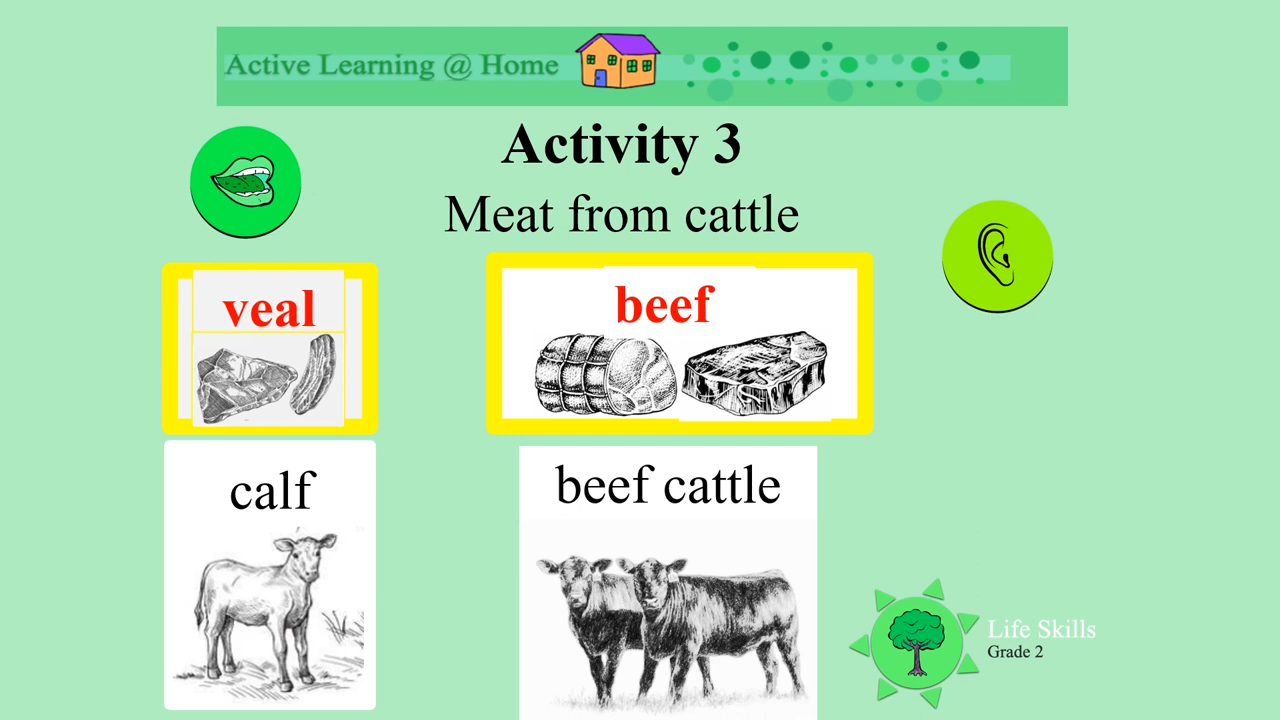 Active Learning @ Home
Activity 3
Meat from cattle
veal
beef
calf
beef cattle
Life Skills
Grade 2